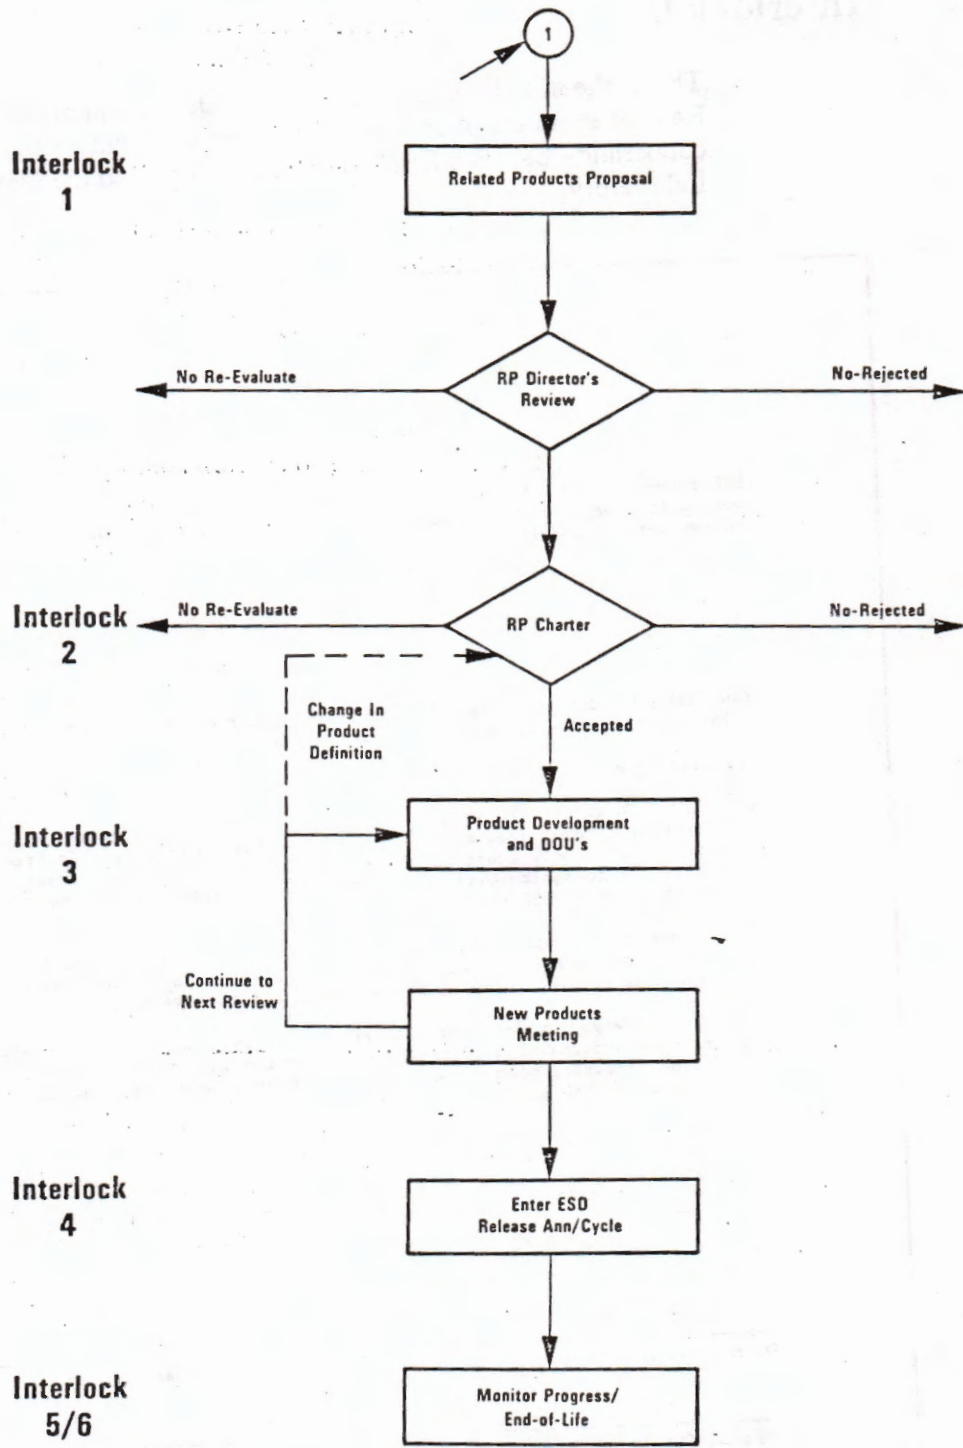 1
Interlock
1
Related Products Proposal
No Re-Evaluate
RP Director's
Review
No-Rejected
Interlock
2
No Re-Evaluate
RP Charter
No-Rejected
Change In
Product
Definition
Accepted
Interlock
3
Product Development
and DOU's
Continue to
Next Review
New Products
Meeting
Interlock
4
Enter ESD
Release Ann/Cycle
Interlock
5/6
Monitor Progress/
End-of-Life